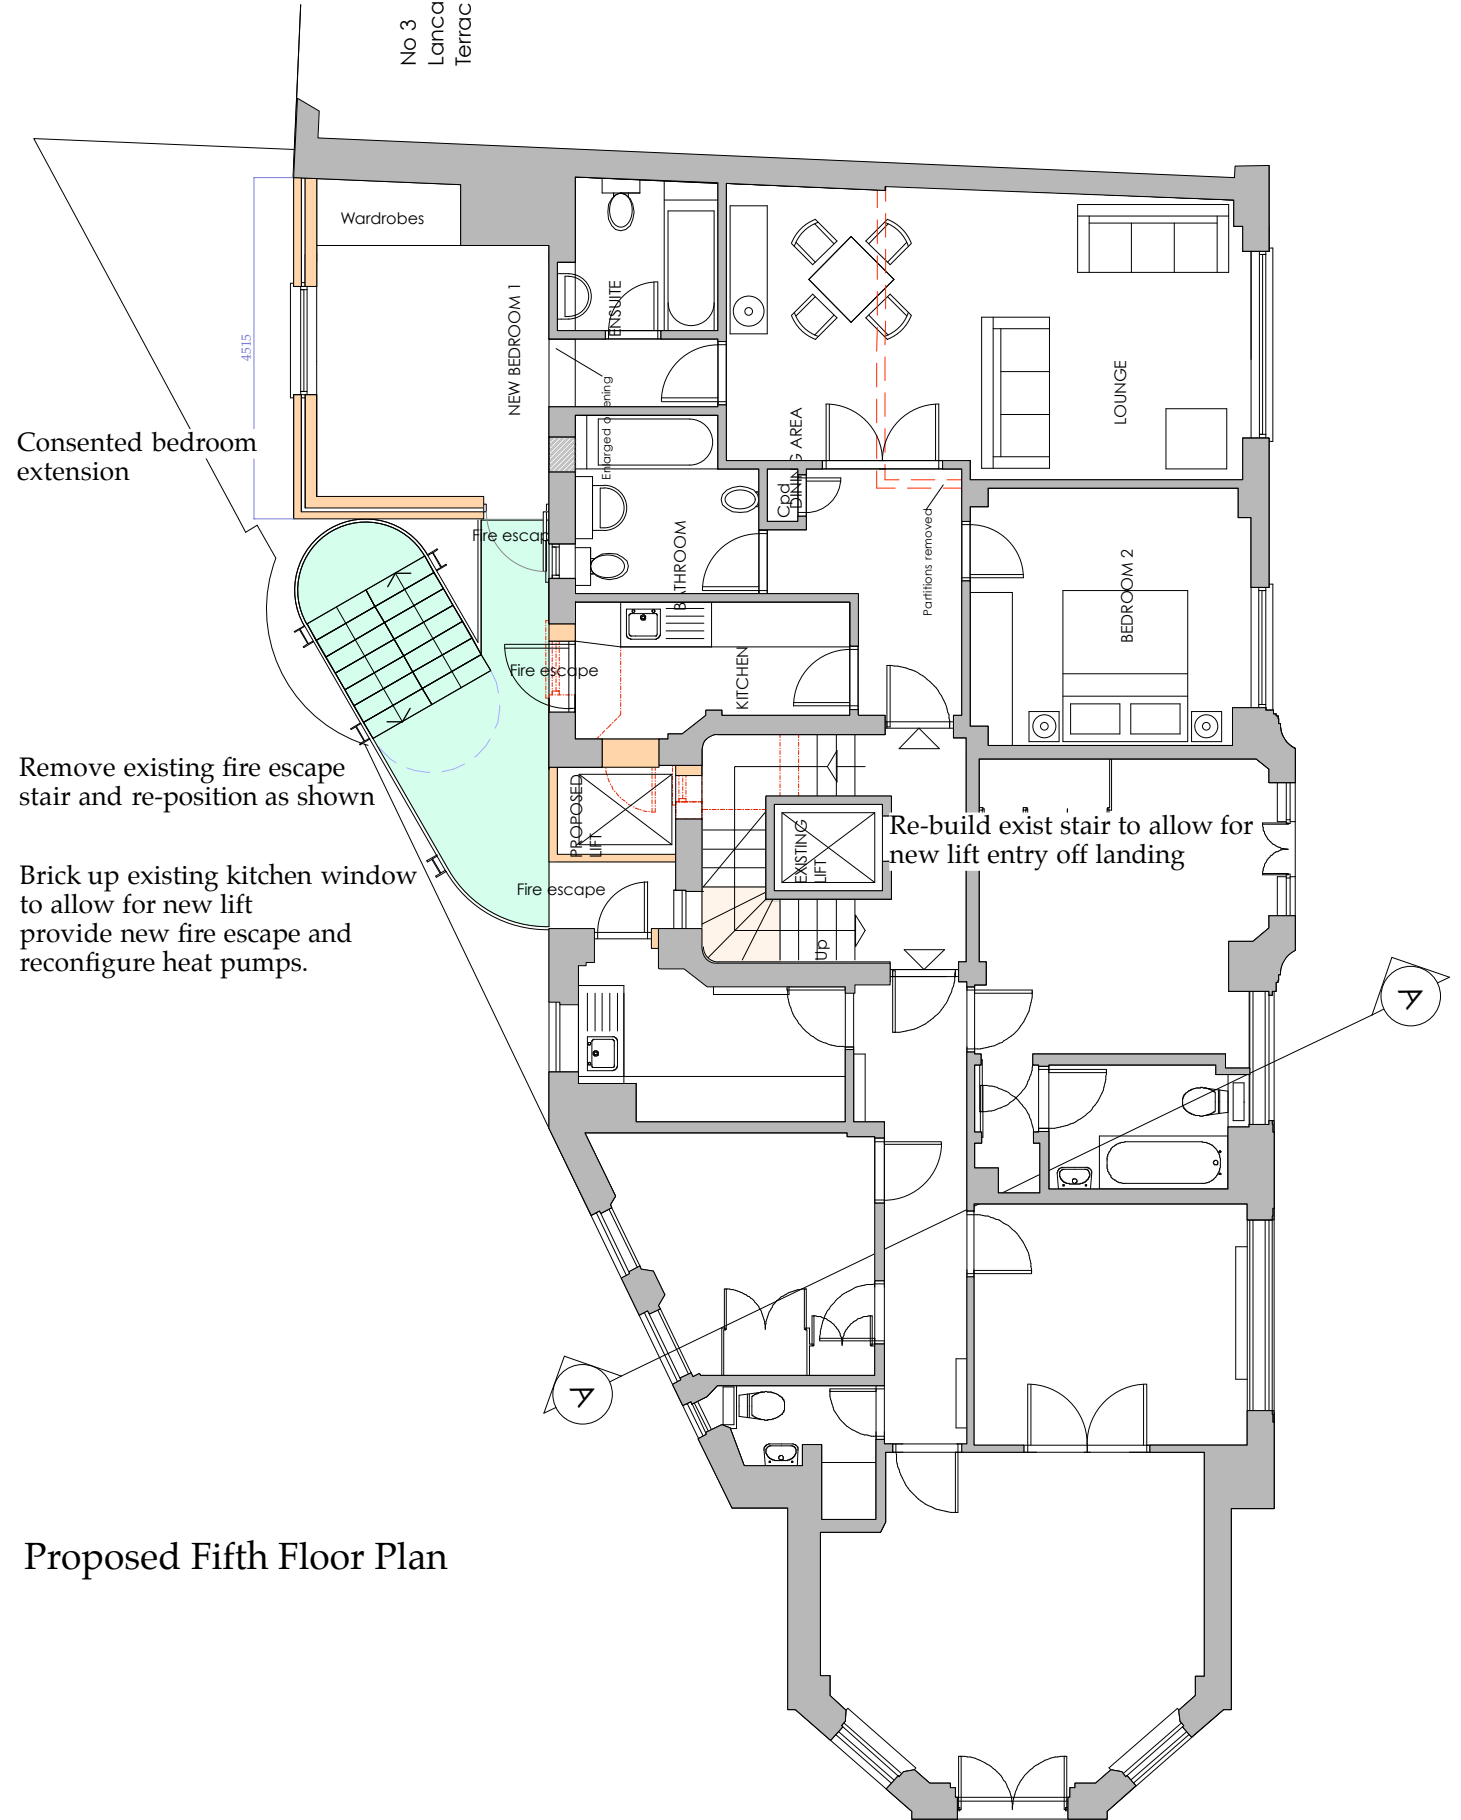 No 3
Lanca
Terrac
Wardrobes
NEW BEDROOM 1
ENSUITE
4515
Enlarged opening
LOUNGE
DINING AREA
Consented bedroom
extension
Cpd
Fire escap
BATHROOM
Partitions removed
BEDROOM 2
KITCHEN
Fire escape
Remove existing fire escape
stair and re-position as shown
PROPOSED
LIFT
EXISTING
LIFT
Re-build exist stair to allow for
new lift entry off landing
Brick up existing kitchen window
to allow for new lift
provide new fire escape and
reconfigure heat pumps.
Fire escape
Up
A
A
Proposed Fifth Floor Plan